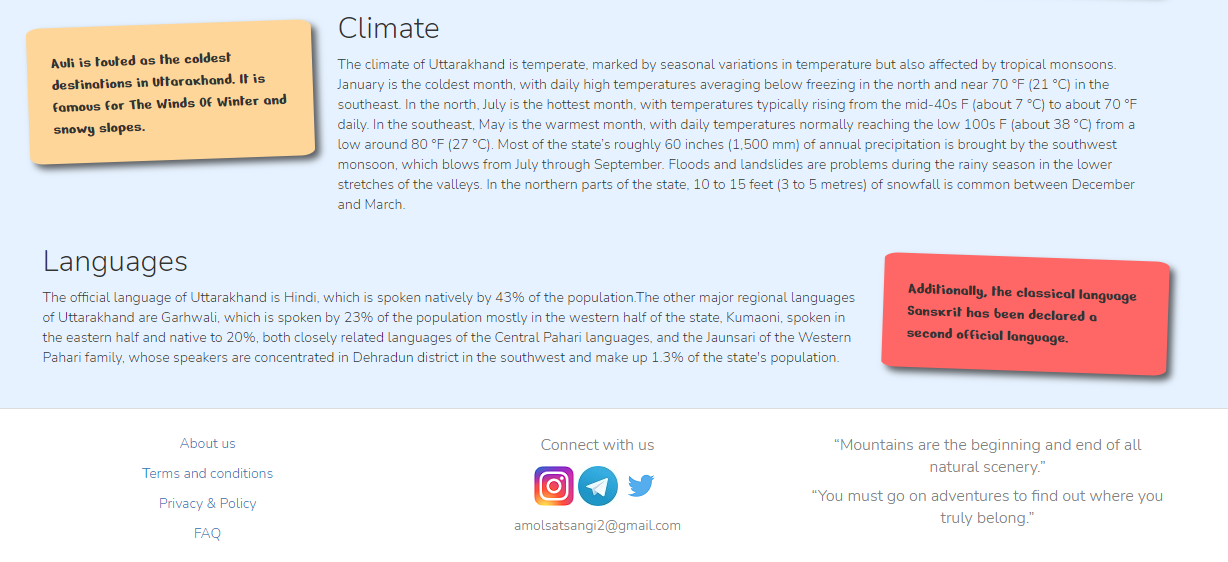 Auli is touted as the coldest
destinations in Uttarakhand. It is
famous for The Winds Of Winter and
snowy slopes.
Climate
The climate of Uttarakhand is temperate, marked by seasonal variations in temperature but also affected by tropical monsoons.
January is the coldest month, with daily high temperatures averaging below freezing in the north and near 70 °F (21 °C) in the
southeast. In the north, July is the hottest month, with temperatures typically rising from the mid-40s F (about 7 °C) to about 70 °F
daily. In the southeast, May is the warmest month, with daily temperatures normally reaching the low 100s F (about 38 °C) from a
low around 80 °F (27 °C). Most of the state's roughly 60 inches (1,500 mm) of annual precipitation is brought by the southwest
monsoon, which blows from July through September. Floods and landslides are problems during the rainy season in the lower
stretches of the valleys. In the northern parts of the state, 10 to 15 feet (3 to 5 metres) of snowfall is common between December
and March.
Languages
The official language of Uttarakhand is Hindi, which is spoken natively by 43% of the population.The other major regional languages
of Uttarakhand are Garhwali, which is spoken by 23% of the population mostly in the western half of the state, Kumaoni, spoken in
the eastern half and native to 20%, both closely related languages of the Central Pahari languages, and the Jaunsari of the Western
Pahari family, whose speakers are concentrated in Dehradun district in the southwest and make up 1.3% of the state's population.
Additionally, the classical language
Sanskrit has been declared a
second official language.
About us
Terms and conditions
Privacy & Policy
FAQ
Connect with us
amolsatsangi2@gmail.com
“Mountains are the beginning and end of all
natural scenery.”
“You must go on adventures to find out where you
truly belong.”